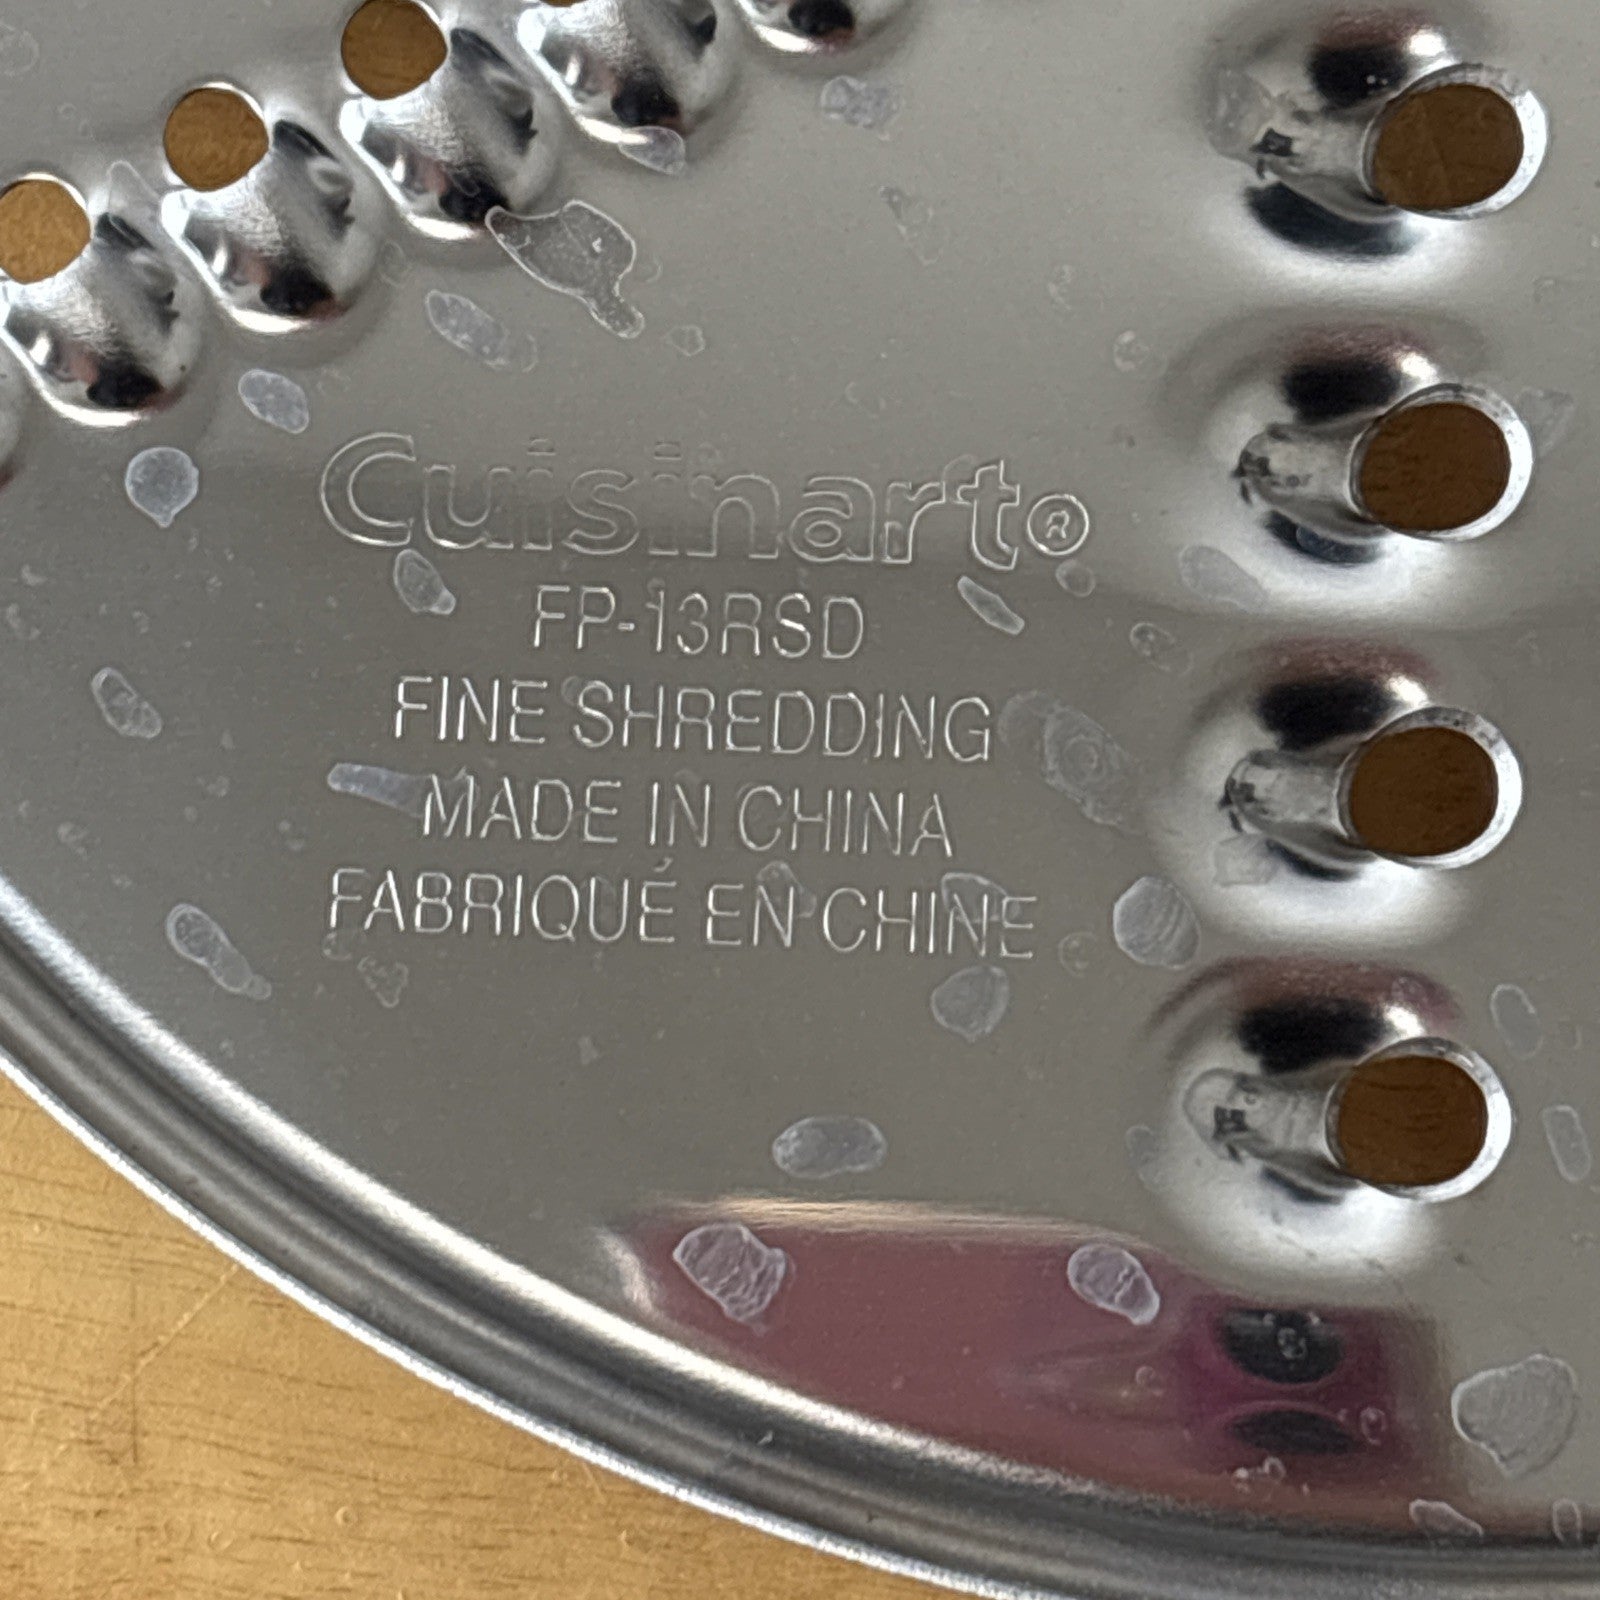 Cuisinart®
FP-13RSD
FINE SHREDDING
MADE IN CHINA
FABRIQUÉ EN CHINE